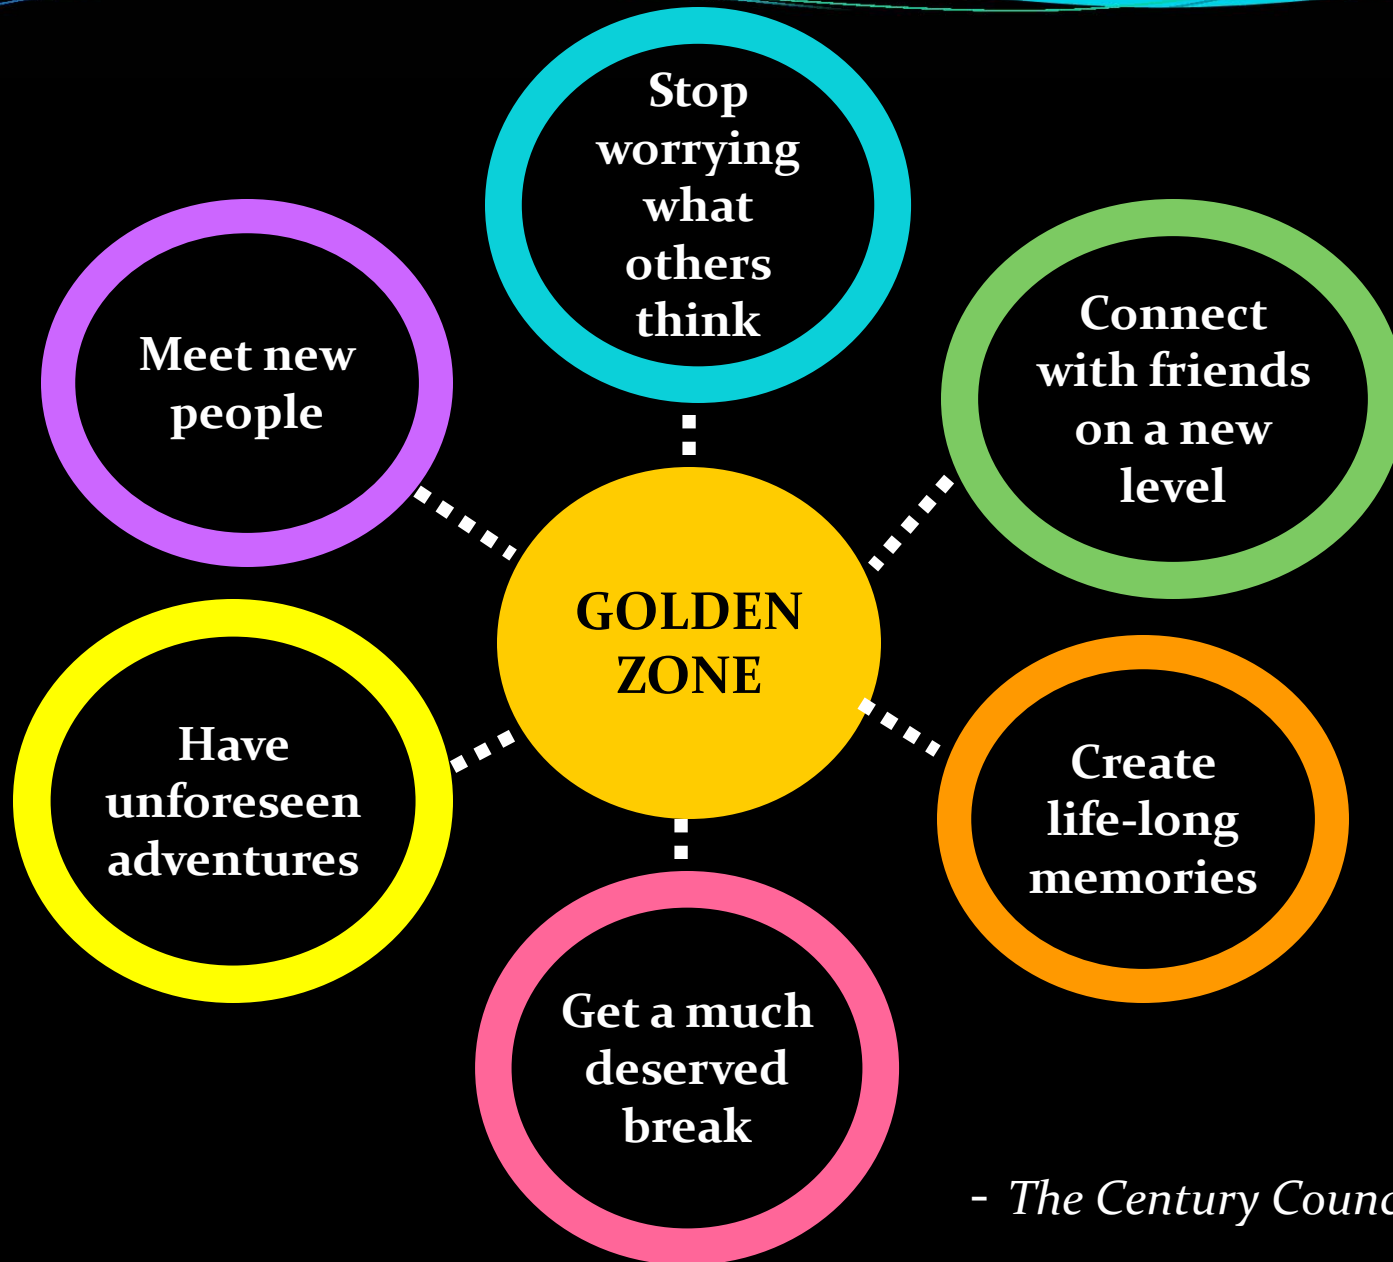 Stop
worrying
what
others
think
Meet new
people
Connect
with friends
on a new
level
GOLDEN
ZONE
Have
unforeseen
adventures
Create
life-long
memories
Get a much
deserved
break
- The Century